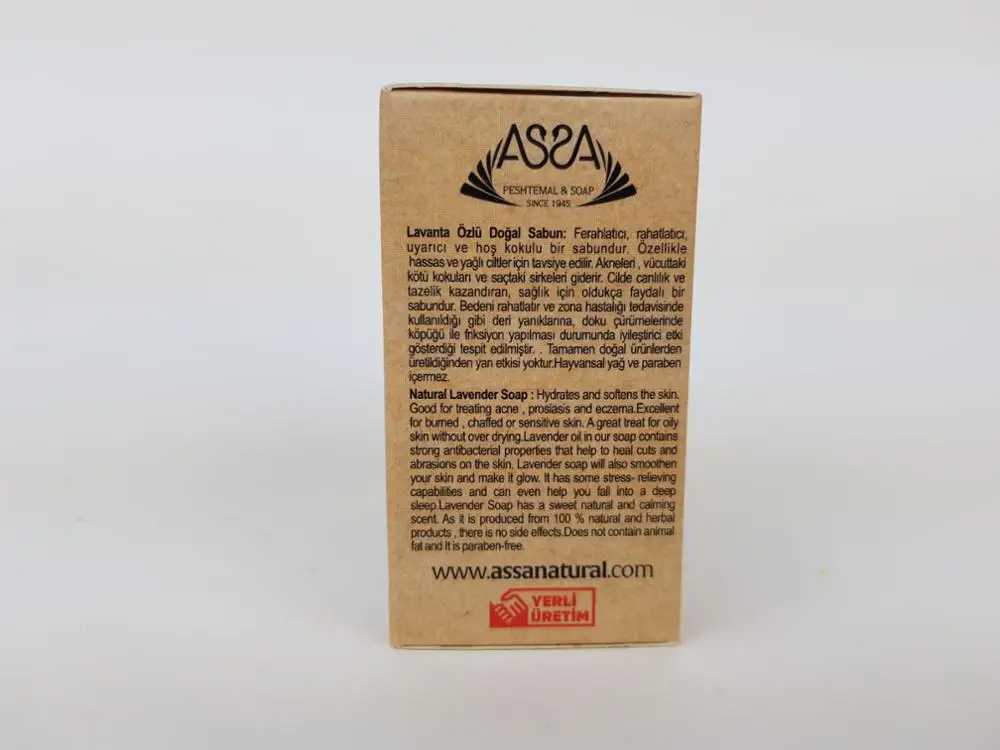 ASSA
PESHTEMAL & SOAP
SINCE 1945
Lavanta Özlü Doğal Sabun: Ferahlatıcı, rahatlatıcı,
uyarıcı ve hoş kokulu bir sabundur. Özellikle
hassas ve yağlı ciltler için tavsiye edilir. Akneleri , vücuttaki
kötü kokuları ve saçtaki sirkeleri giderir. Cilde canlılık ve
tazelik kazandıran, sağlık için oldukça faydalı bir
sabundur. Bedeni rahatlatır ve zona hastalığı tedavisinde
kullanıldığı gibi deri yanıklarına, doku çürümelerinde
köpüğü ile friksiyon yapılması durumunda iyileştirici etki
gösterdiği tespit edilmiştir. . Tamamen doğal ürünlerden
üretildiğinden yan etkisi yoktur.Hayvansal yağ ve paraben
içermez.
Natural Lavender Soap : Hydrates and softens the skin.
Good for treating acne , prosiasis and eczema.Excellent
for burned , chaffed or sensitive skin. A great treat for oily
skin without over drying.Lavender oil in our soap contains
strong antibacterial properties that help to heal cuts and
abrasions on the skin. Lavender soap will also smoothen
your skin and make it glow. It has some stress- relieving
capabilities and can even help you fall into a deep
sleep.Lavender Soap has a sweet natural and calming
scent. As it is produced from 100 % natural and herbal
products , there is no side effects.Does not contain animal
fat and It is paraben-free.
www.assanatural.com
YERLİ
ÜRETİM